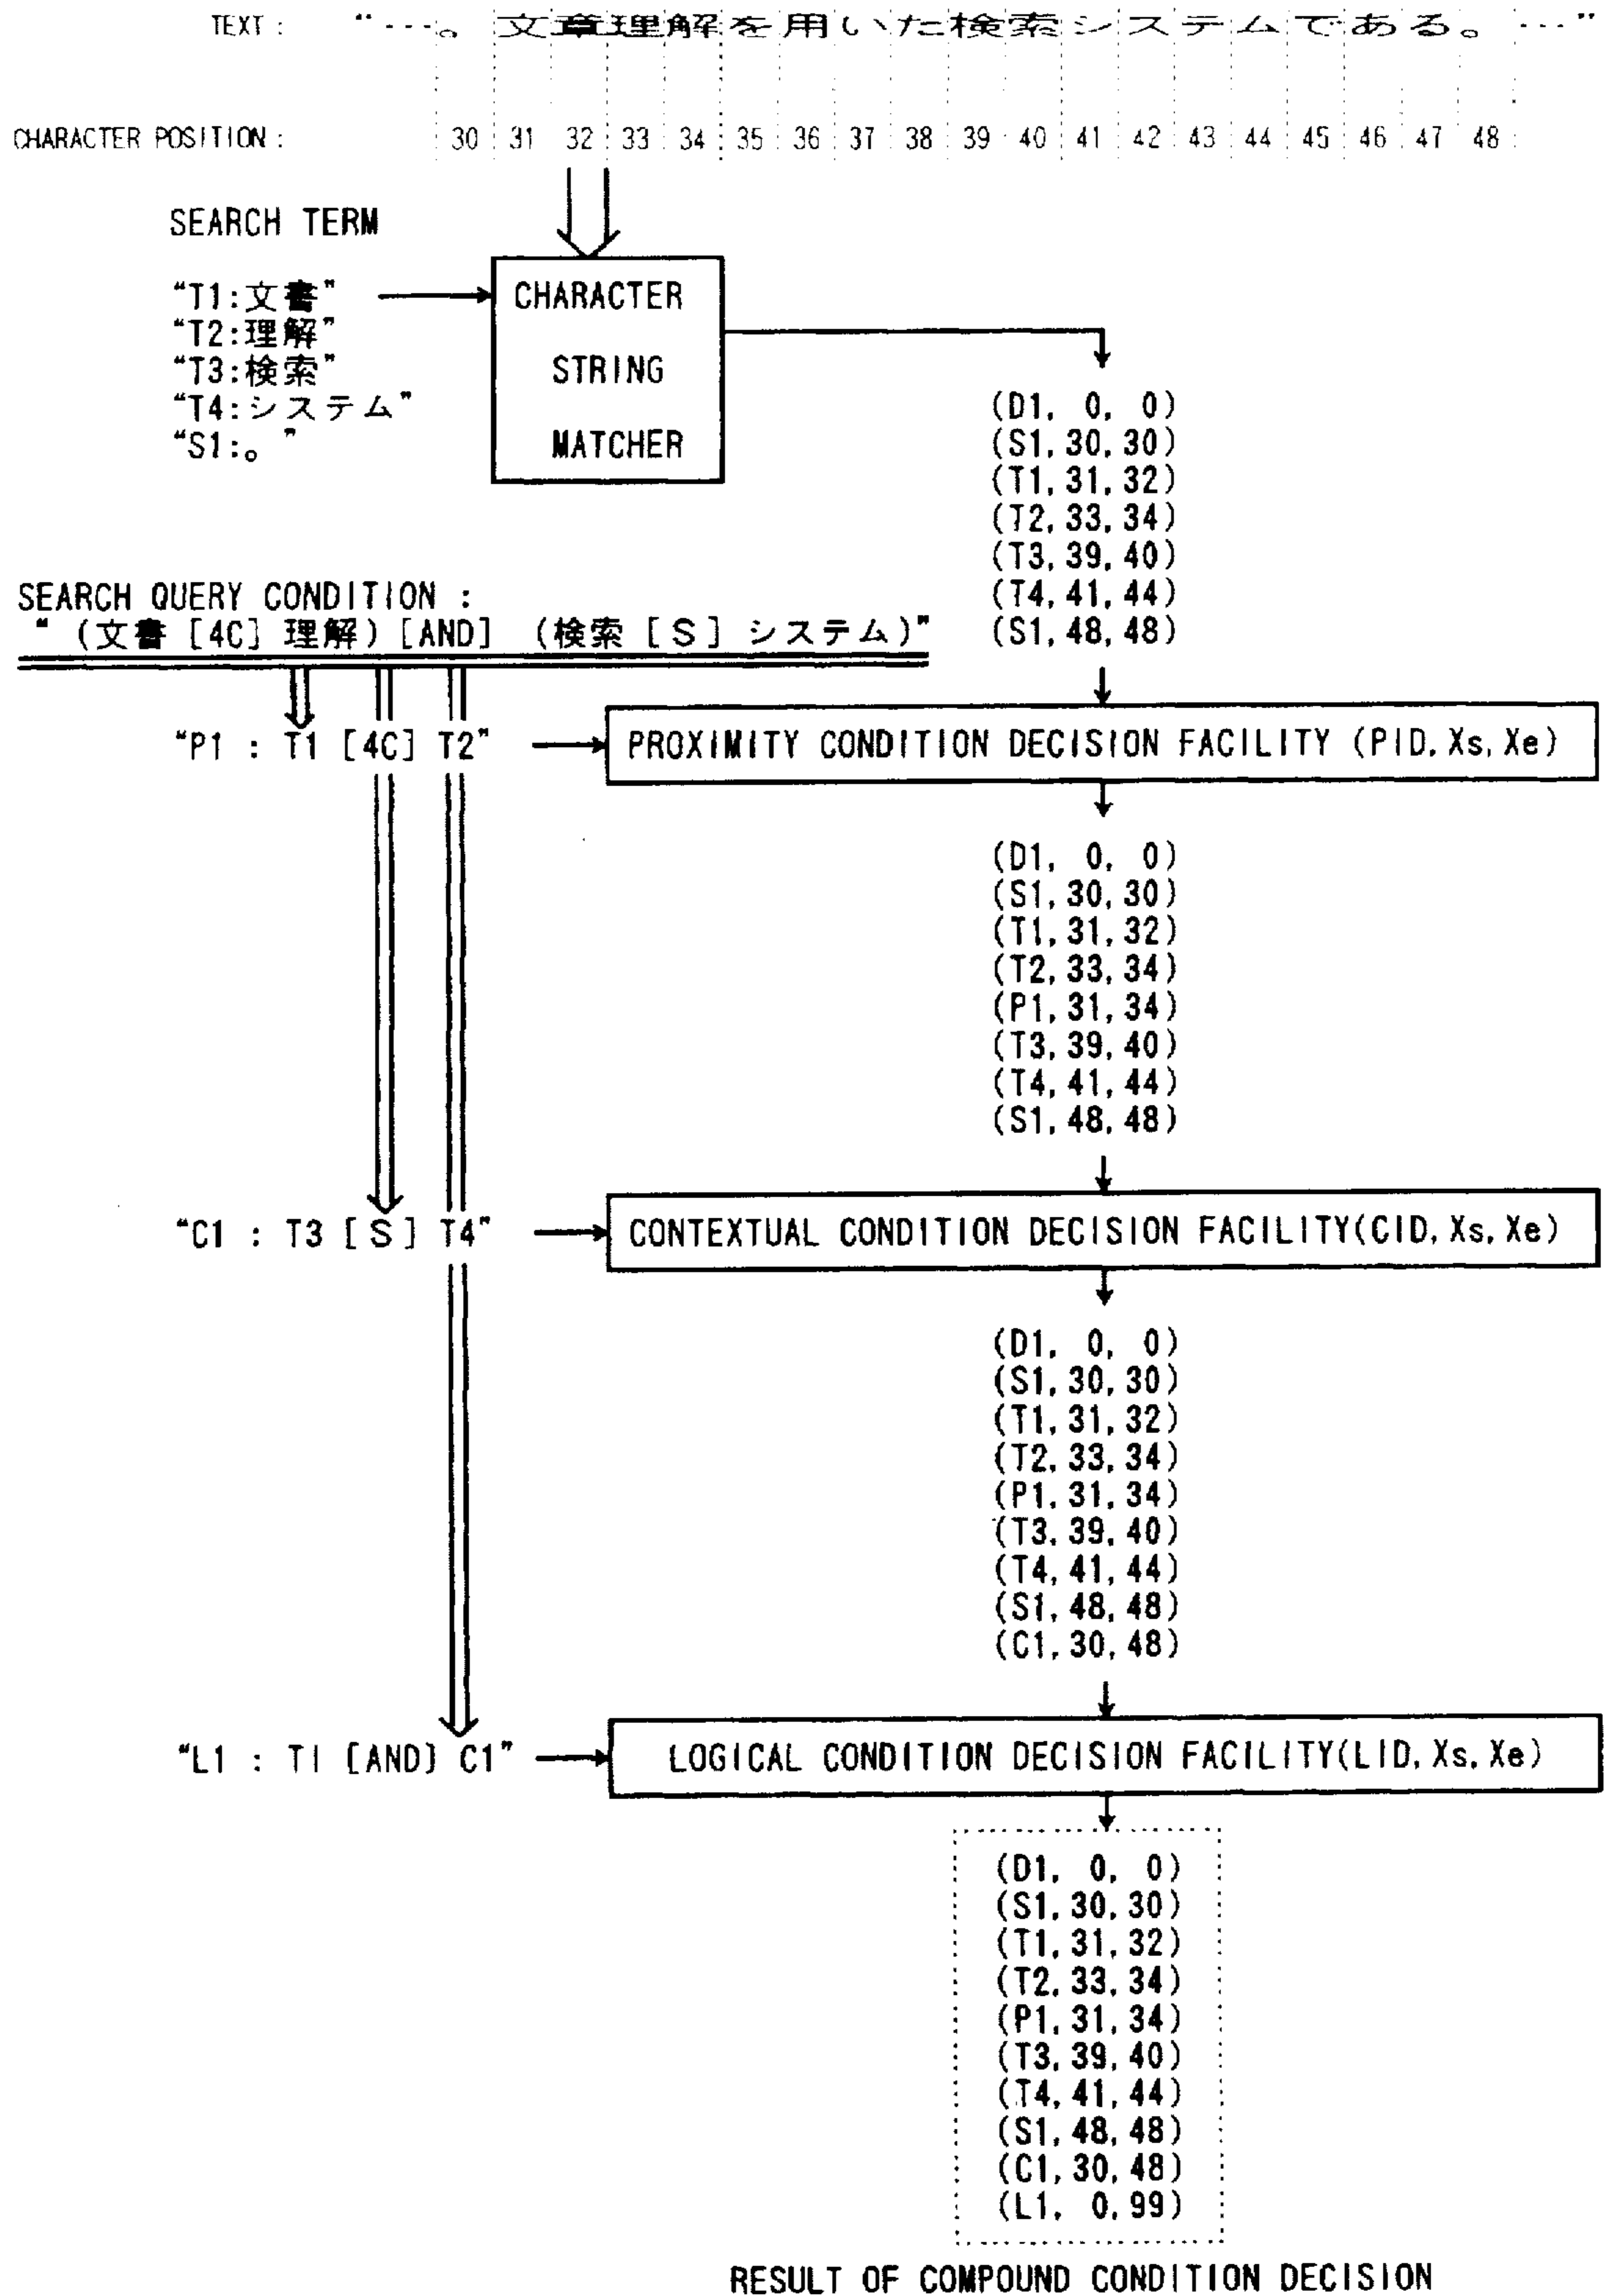 TEXT : “---。文章理解を用いた検索システムである。---”
CHARACTER POSITION : 30 31 32 33 34 35 36 37 38 39 40 41 42 43 44 45 46 47 48
SEARCH TERM
“T1:文書”
“T2:理解”
“T3:検索”
“T4:システム”
“S1:。”
CHARACTER
STRING
MATCHER
(D1, 0, 0)
(S1,30,30)
(T1,31,32)
(T2,33,34)
(T3,39,40)
(T4,41,44)
(S1,48,48)
SEARCH QUERY CONDITION :
“(文書 [4C] 理解) [AND] (検索 [S] システム)”
“P1 : T1 [4C] T2”
PROXIMITY CONDITION DECISION FACILITY (PID,Xs,Xe)
(D1, 0, 0)
(S1,30,30)
(T1,31,32)
(T2,33,34)
(P1,31,34)
(T3,39,40)
(T4,41,44)
(S1,48,48)
“C1 : T3 [S] T4”
CONTEXTUAL CONDITION DECISION FACILITY(CID,Xs,Xe)
(D1, 0, 0)
(S1,30,30)
(T1,31,32)
(T2,33,34)
(P1,31,34)
(T3,39,40)
(T4,41,44)
(S1,48,48)
(C1,30,48)
“L1 : TI [AND] C1”
LOGICAL CONDITION DECISION FACILITY(LID,Xs,Xe)
(D1, 0, 0)
(S1,30,30)
(T1,31,32)
(T2,33,34)
(P1,31,34)
(T3,39,40)
(T4,41,44)
(S1,48,48)
(C1,30,48)
(L1, 0,99)
RESULT OF COMPOUND CONDITION DECISION